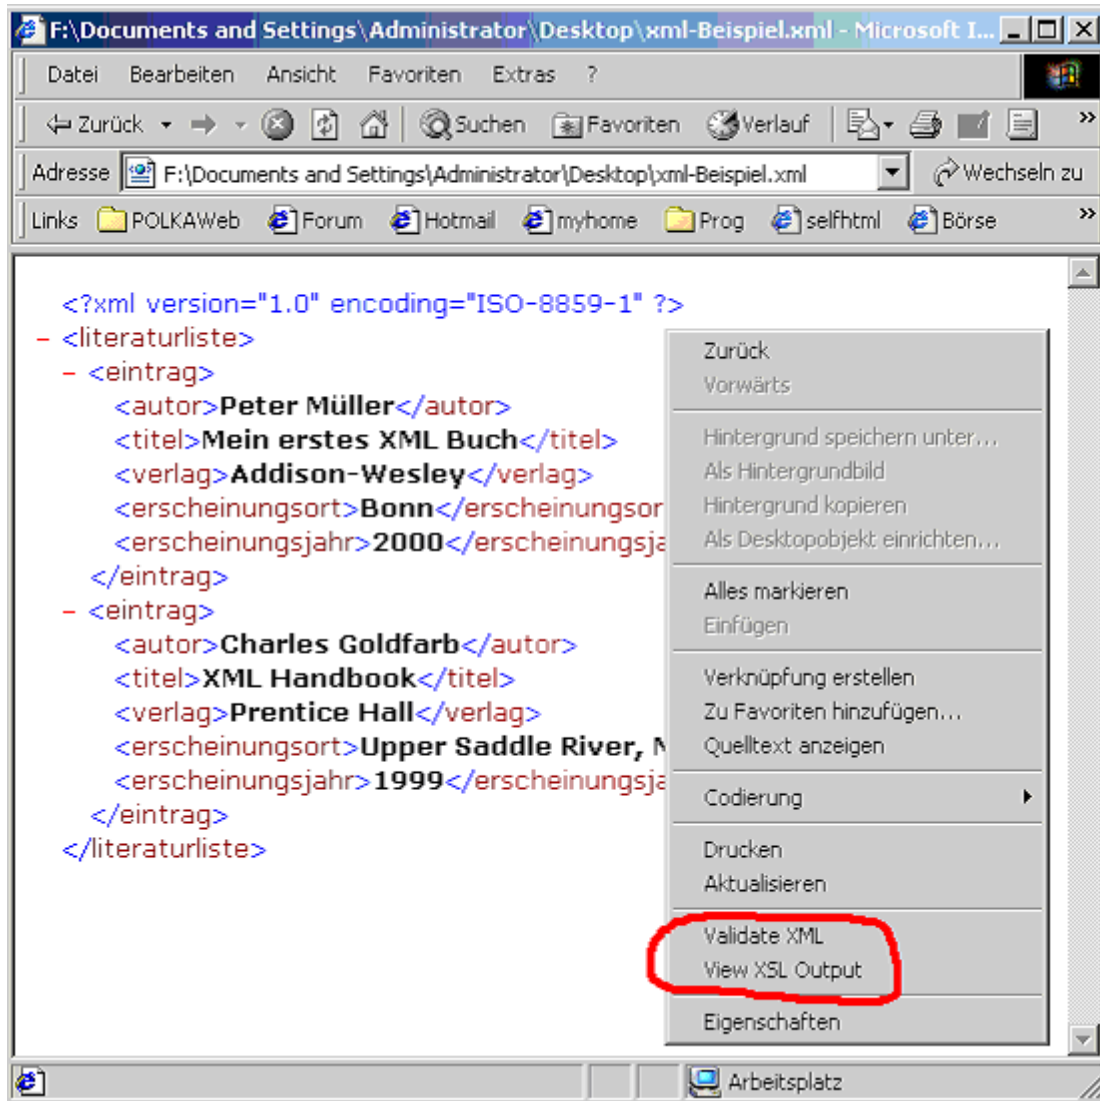 F:\Documents and Settings\Administrator\Desktop\xml-Beispiel.xml - Microsoft I...
Datei Bearbeiten Ansicht Favoriten Extras ?
Zurück Suchen Favoriten Verlauf »
Adresse F:\Documents and Settings\Administrator\Desktop\xml-Beispiel.xml Wechseln zu
Links POLKAWeb Forum Hotmail myhome Prog selfhtml Börse »
<?xml version="1.0" encoding="ISO-8859-1" ?>
- <literaturliste>
- <eintrag>
<autor>Peter Müller</autor>
<titel>Mein erstes XML Buch</titel>
<verlag>Addison-Wesley</verlag>
<erscheinungsort>Bonn</erscheinungsor
<erscheinungsjahr>2000</erscheinungsja
</eintrag>
- <eintrag>
<autor>Charles Goldfarb</autor>
<titel>XML Handbook</titel>
<verlag>Prentice Hall</verlag>
<erscheinungsort>Upper Saddle River, N
<erscheinungsjahr>1999</erscheinungsja
</eintrag>
</literaturliste>
Zurück
Vorwärts
Hintergrund speichern unter...
Als Hintergrundbild
Hintergrund kopieren
Als Desktopobjekt einrichten...
Alles markieren
Einfügen
Verknüpfung erstellen
Zu Favoriten hinzufügen...
Quelltext anzeigen
Codierung
Drucken
Aktualisieren
Validate XML
View XSL Output
Eigenschaften
Arbeitsplatz